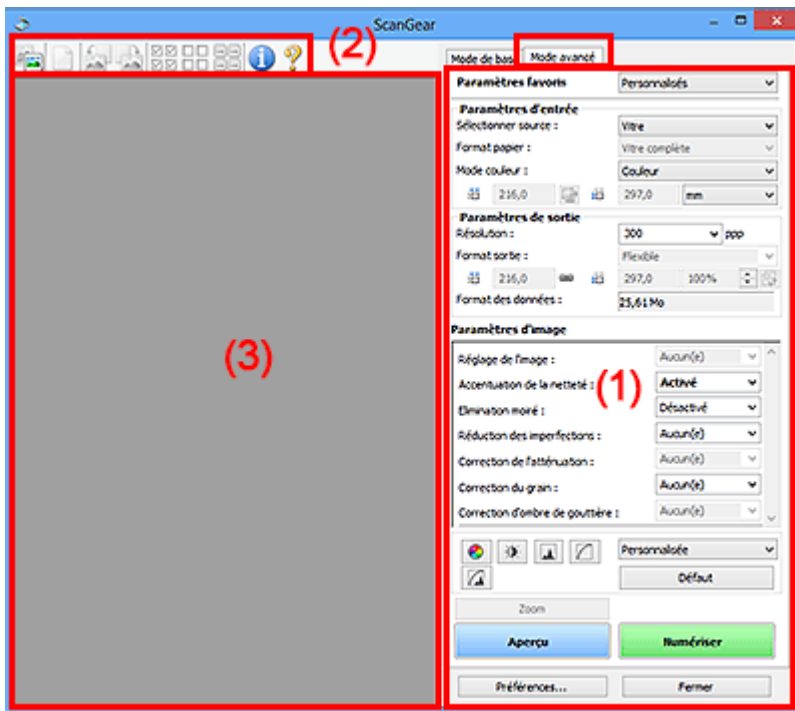 ScanGear
(2)
Mode de base Mode avancé
Paramètres favoris Personnalisés
Paramètres d'entrée
Sélectionner source : Vitre
Format papier : Vitre complète
Mode couleur : Couleur
216,0 297,0 mm
Paramètres de sortie
Résolution : 300 ppp
Format sortie : Flexible
216,0 297,0 100%
Format des données : 25,61 Mo
Paramètres d'image
(3)
Réglage de l'image : Aucun(e)
Accentuation de la netteté : Activé
(1)
Elimination moiré : Désactivé
Réduction des imperfections : Aucun(e)
Correction de l'atténuation : Aucun(e)
Correction du grain : Aucun(e)
Correction d'ombre de gouttière : Aucun(e)
Personnalisée
Défaut
Zoom
Aperçu Numériser
Préférences... Fermer